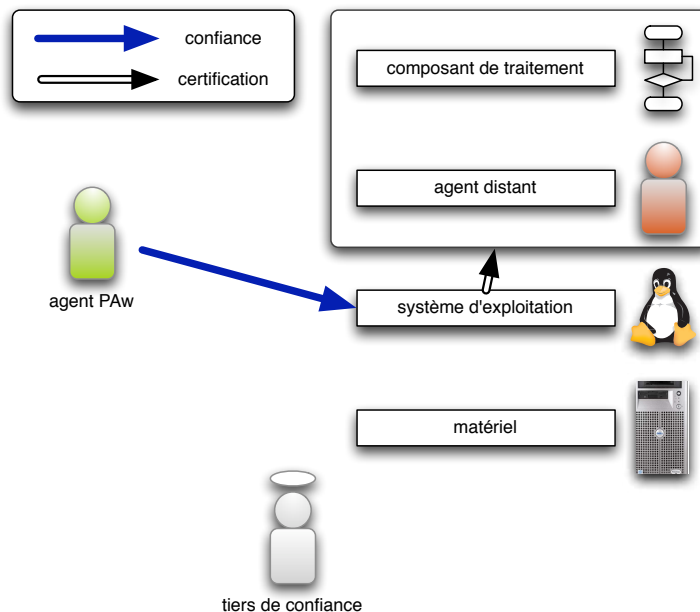 confiance
certification
composant de traitement
agent distant
agent PAw
système d'exploitation
matériel
tiers de confiance